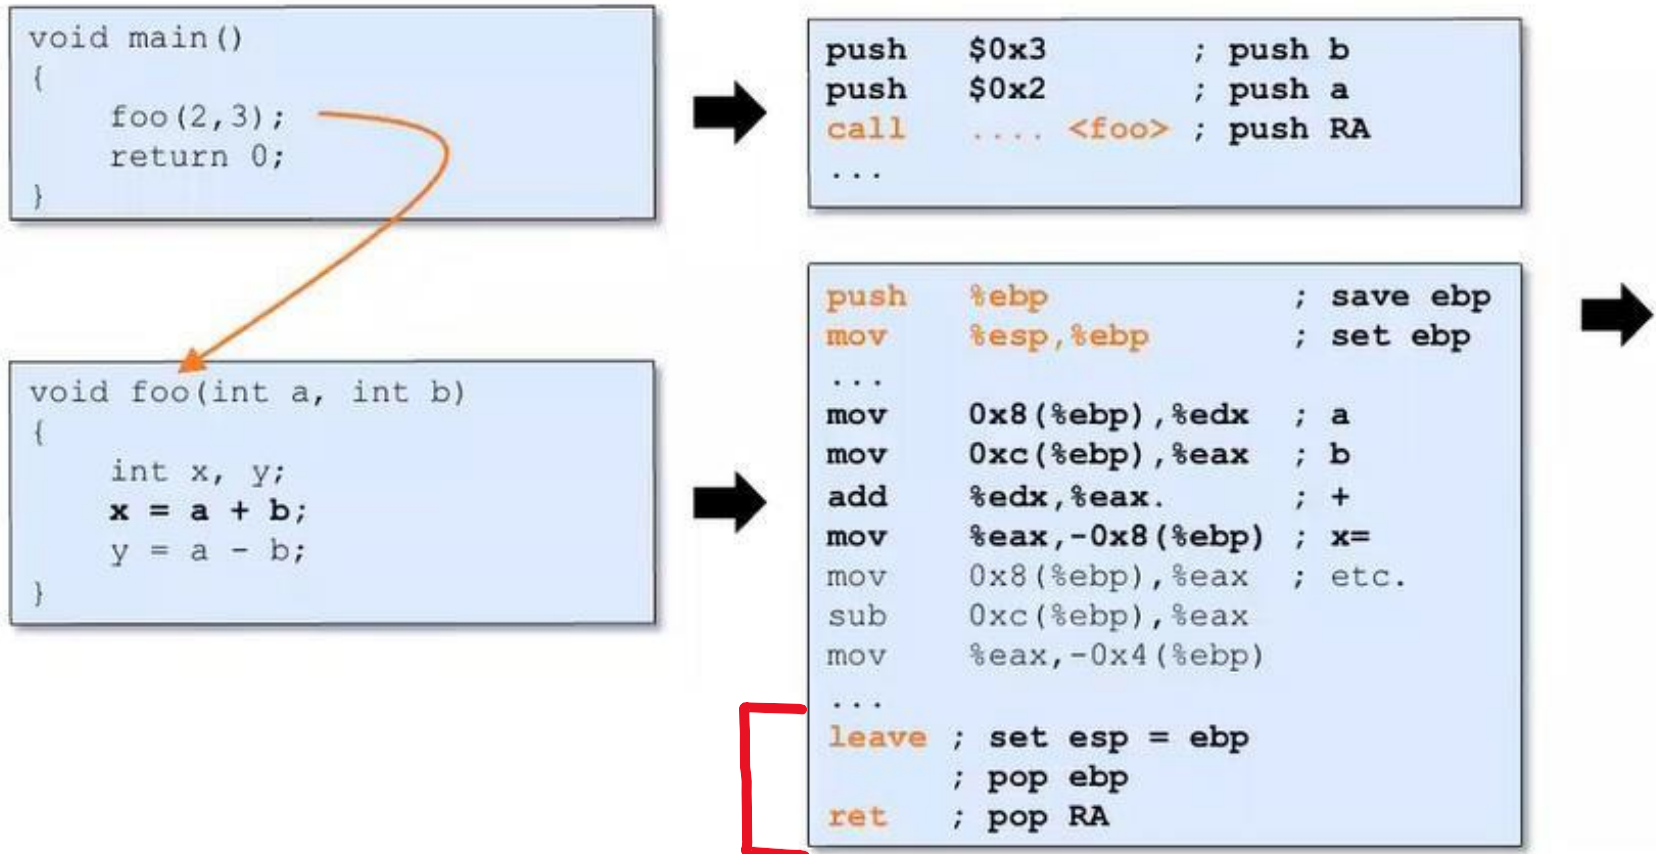 void main()
{
foo(2,3);
return 0;
}
push $0x3 ; push b
push $0x2 ; push a
call .... <foo> ; push RA
...
void foo(int a, int b)
{
int x, y;
x = a + b;
y = a - b;
}
push %ebp ; save ebp
mov %esp,%ebp ; set ebp
...
mov 0x8(%ebp),%edx ; a
mov 0xc(%ebp),%eax ; b
add %edx,%eax. ; +
mov %eax,-0x8(%ebp) ; x=
mov 0x8(%ebp),%eax ; etc.
sub 0xc(%ebp),%eax
mov %eax,-0x4(%ebp)
...
leave ; set esp = ebp
; pop ebp
ret ; pop RA